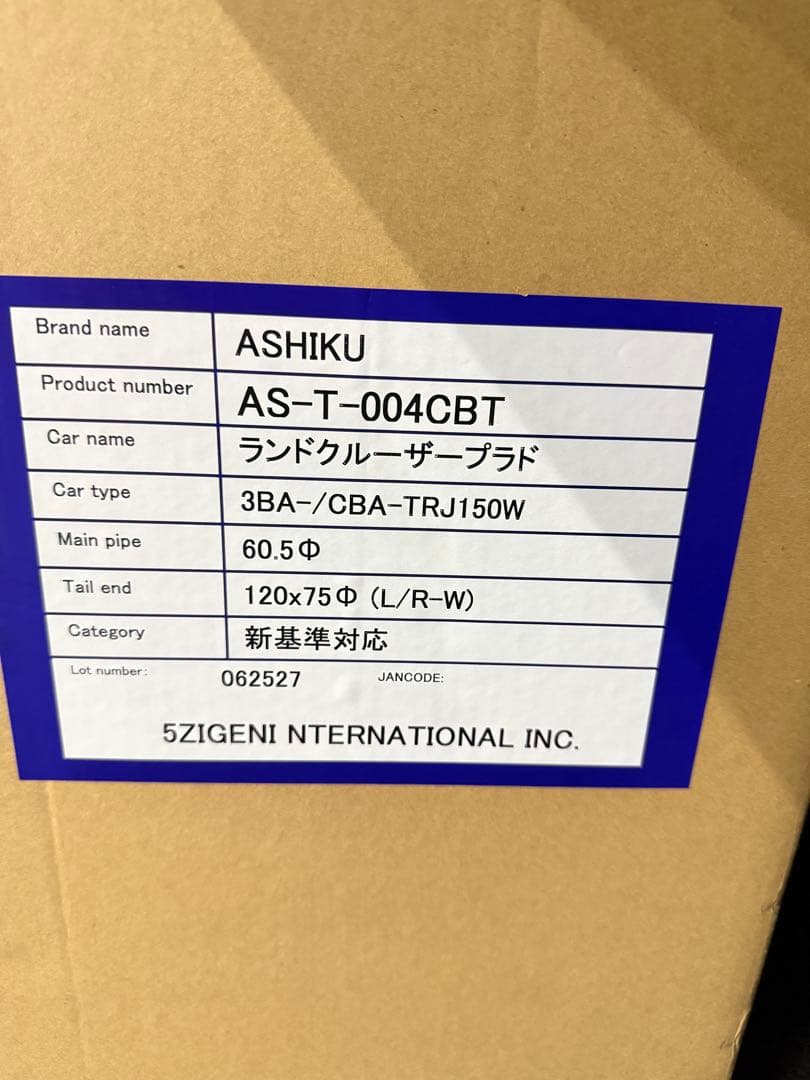 Brand name ASHIKU
Product number AS-T-004CBT
Car name ランドクルーザープラド
Car type 3BA-/CBA-TRJ150W
Main pipe 60.5Φ
Tail end 120x75Φ (L/R-W)
Category 新基準対応
Lot number: 062527 JANCODE:
5ZIGENI NTERNATIONAL INC.